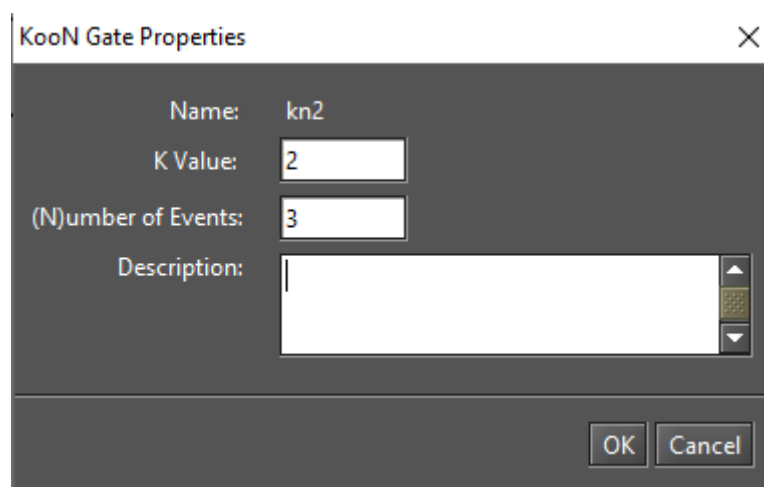 KooN Gate Properties
Name: kn2
K Value: 2
(N)umber of Events: 3
Description:
OK Cancel